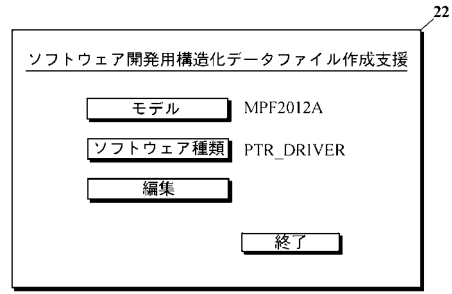 22
ソフトウェア開発用構造化データファイル作成支援
モデル MPF2012A
ソフトウェア種類 PTR_DRIVER
編集
終了